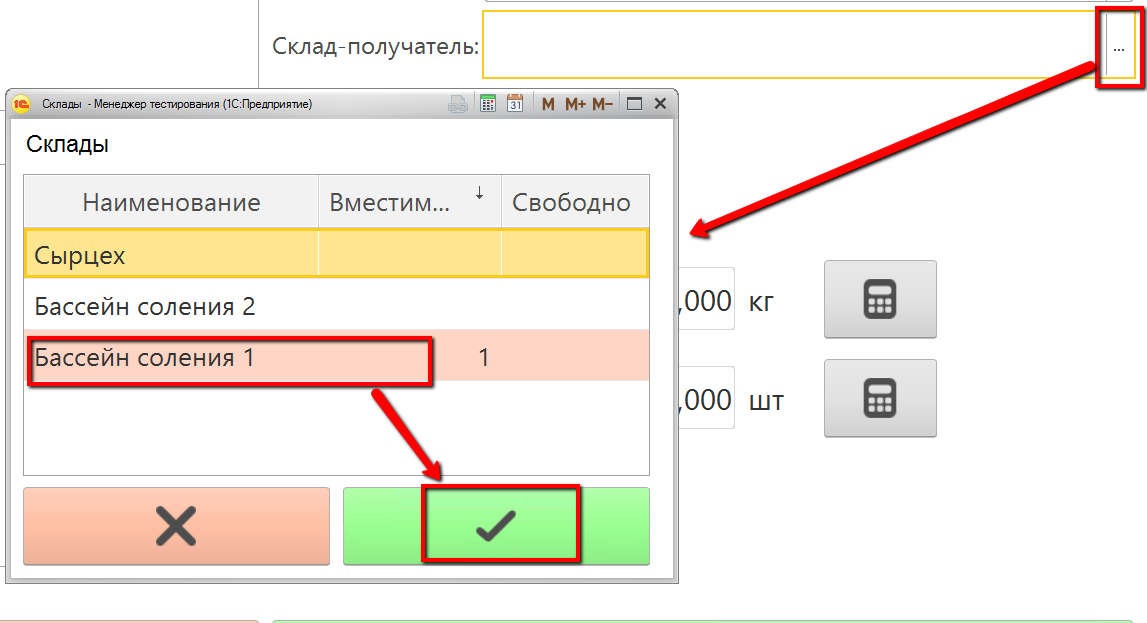 Склад-получатель: ...
1С Склады - Менеджер тестирования (1С:Предприятие) 31 M M+ M−
Склады
Наименование Вместим... ↓ Свободно
Сырцех
Бассейн соления 2
,000 кг
Бассейн соления 1 1
,000 шт